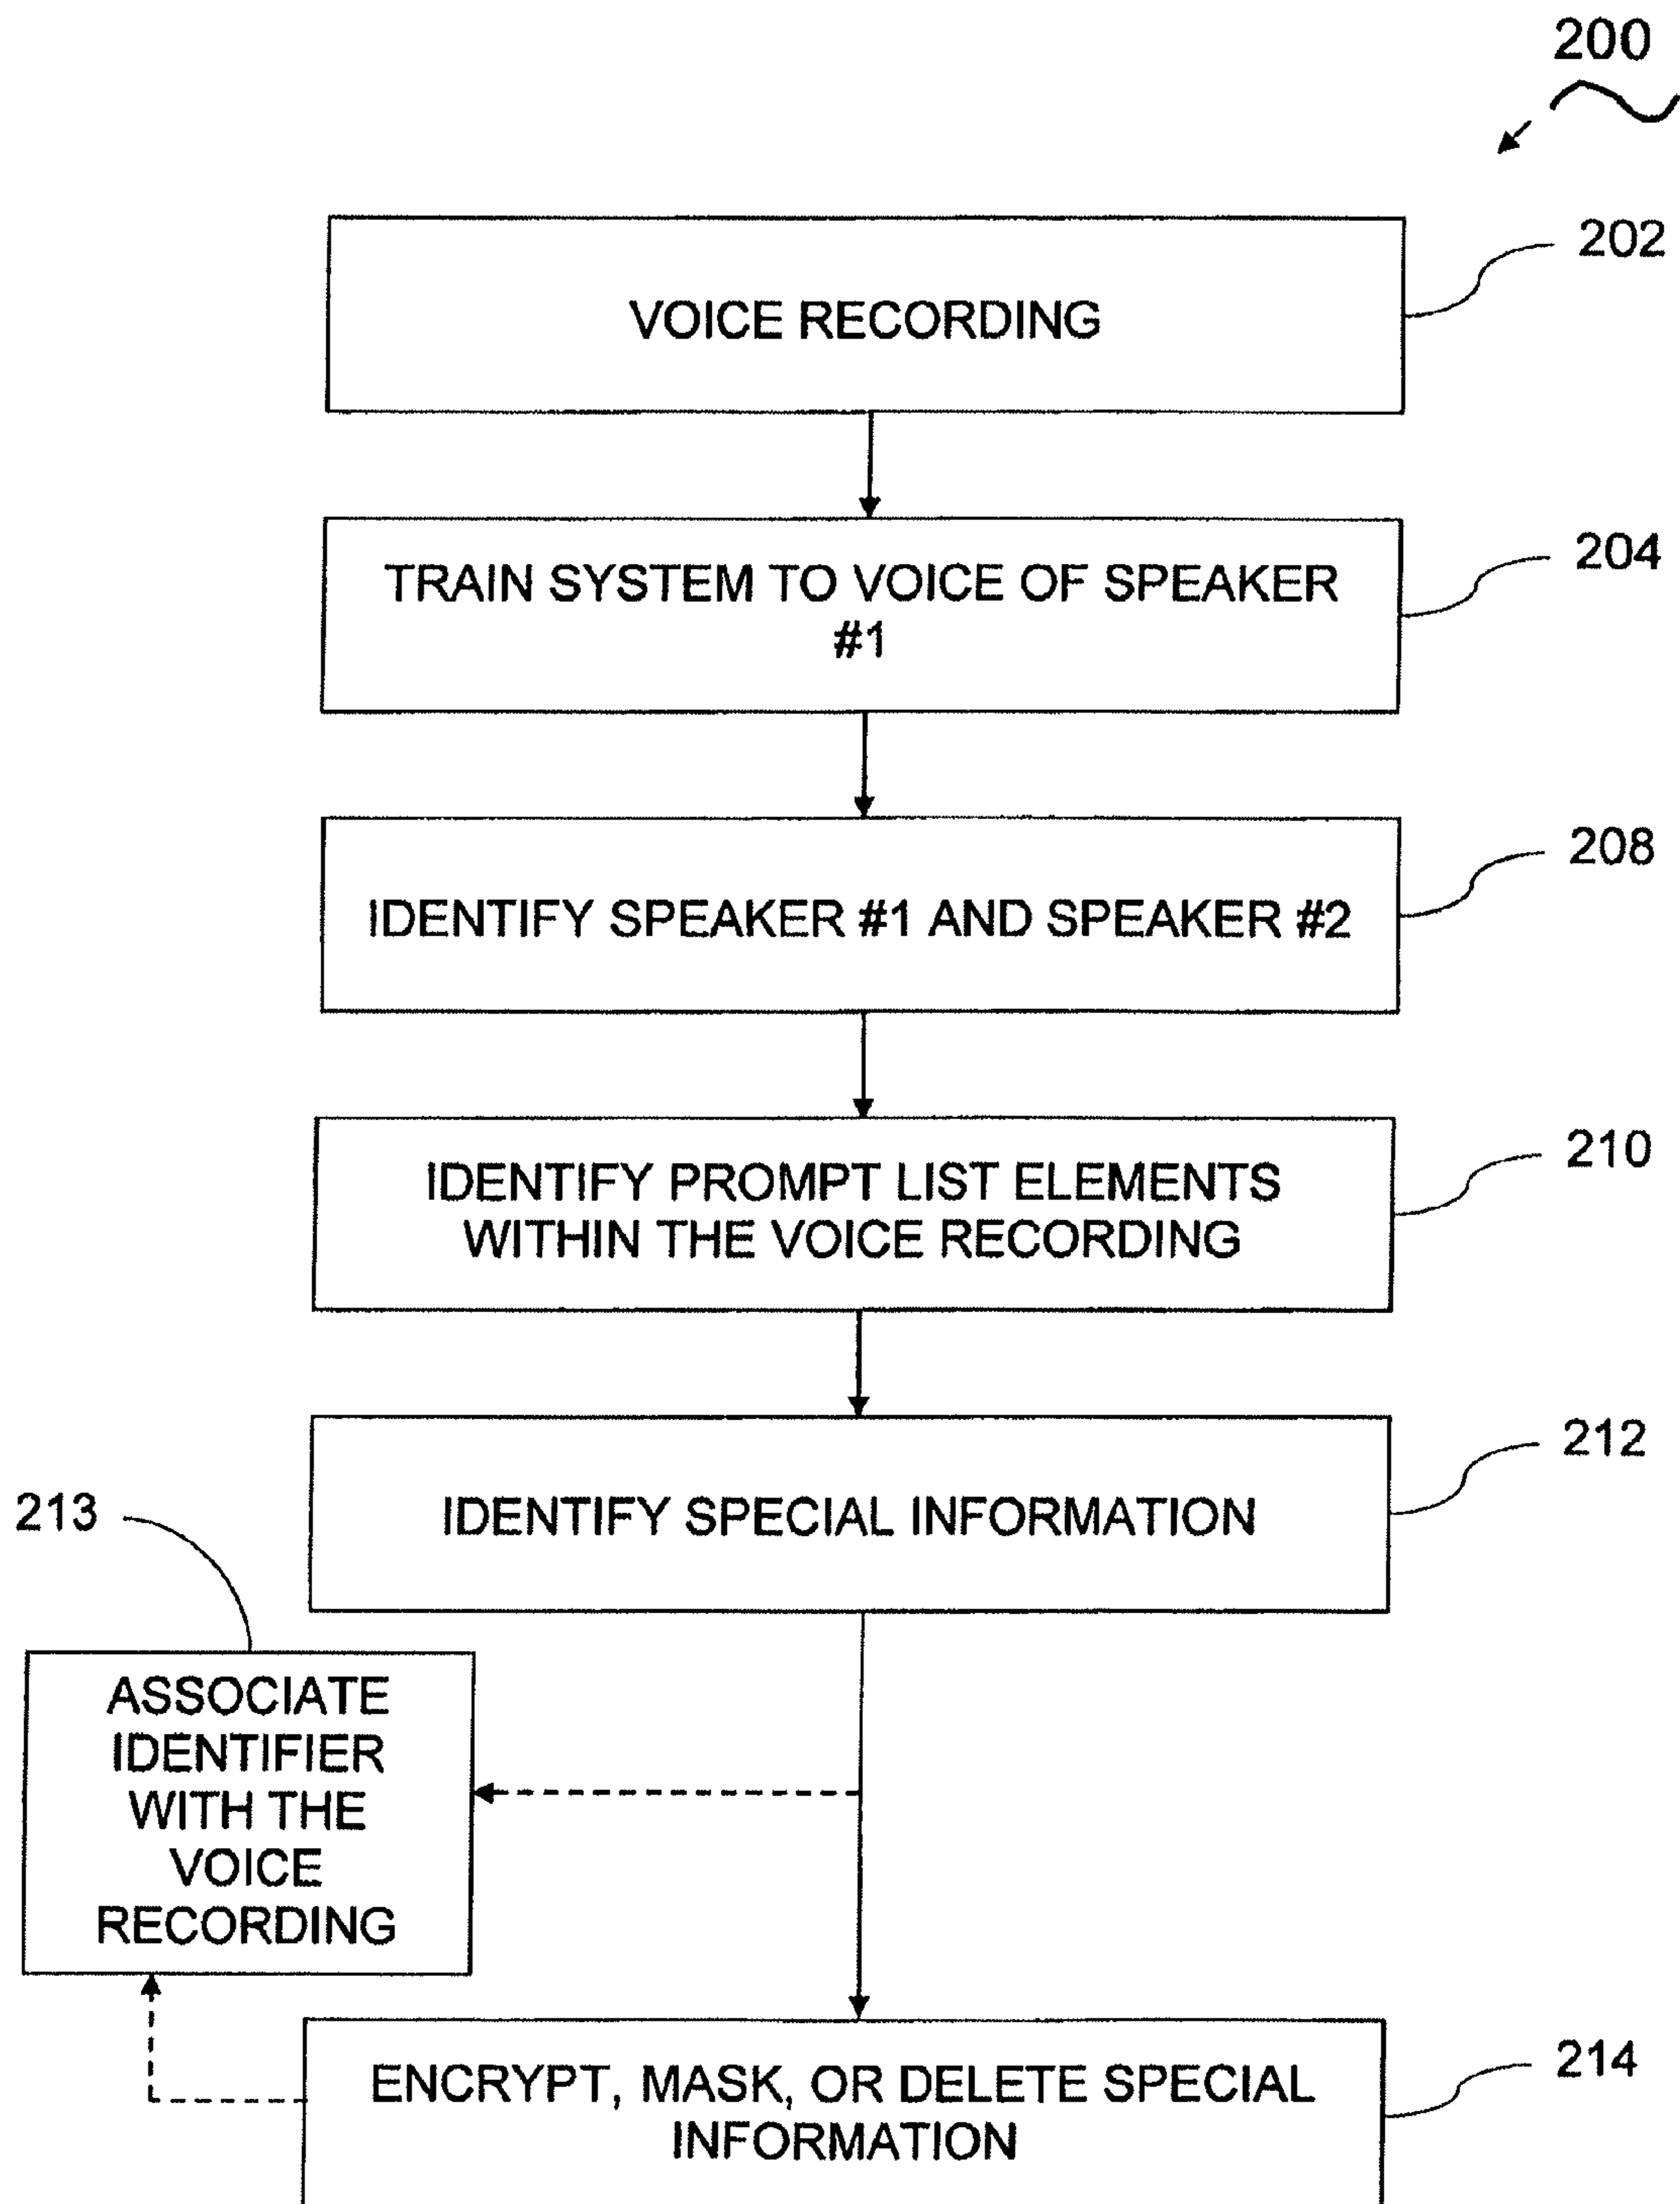 200
202
VOICE RECORDING
204
TRAIN SYSTEM TO VOICE OF SPEAKER
#1
208
IDENTIFY SPEAKER #1 AND SPEAKER #2
210
IDENTIFY PROMPT LIST ELEMENTS
WITHIN THE VOICE RECORDING
212
IDENTIFY SPECIAL INFORMATION
213
ASSOCIATE
IDENTIFIER
WITH THE
VOICE
RECORDING
214
ENCRYPT, MASK, OR DELETE SPECIAL
INFORMATION